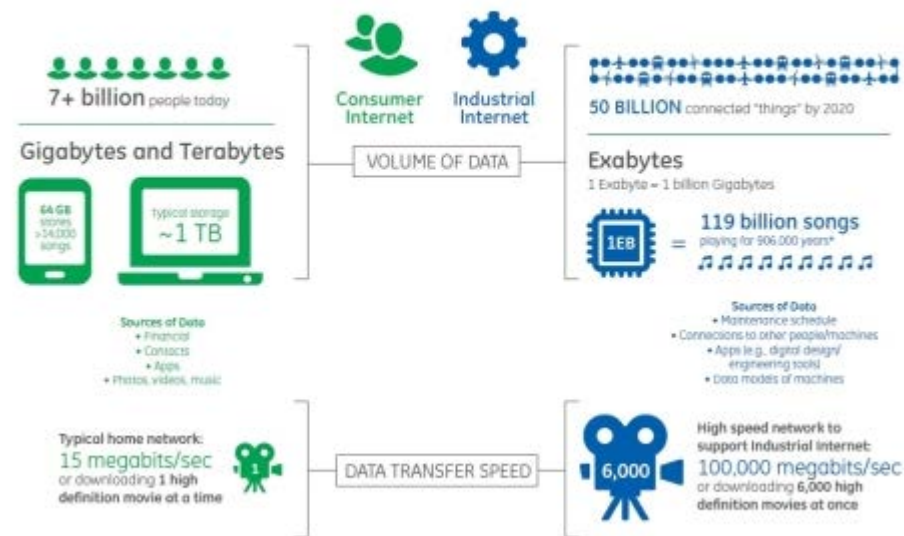 7+ billion people today
Gigabytes and Terabytes
64 GB
stores
>14,000
songs
typical storage
~1 TB
Sources of Data
• Financial
• Contacts
• Apps
• Photos, videos, music
Typical home network:
15 megabits/sec
or downloading 1 high
definition movie at a time
1
Consumer
Internet
Industrial
Internet
VOLUME OF DATA
DATA TRANSFER SPEED
50 BILLION connected "things" by 2020
Exabytes
1 Exabyte = 1 billion Gigabytes
1EB
=
119 billion songs
playing for 906,000 years*
Sources of Data
• Maintenance schedule
• Connections to other people/machines
• Apps (e.g., digital design/
engineering tools)
• Data models of machines
6,000
High speed network to
support Industrial Internet:
100,000 megabits/sec
or downloading 6,000 high
definition movies at once